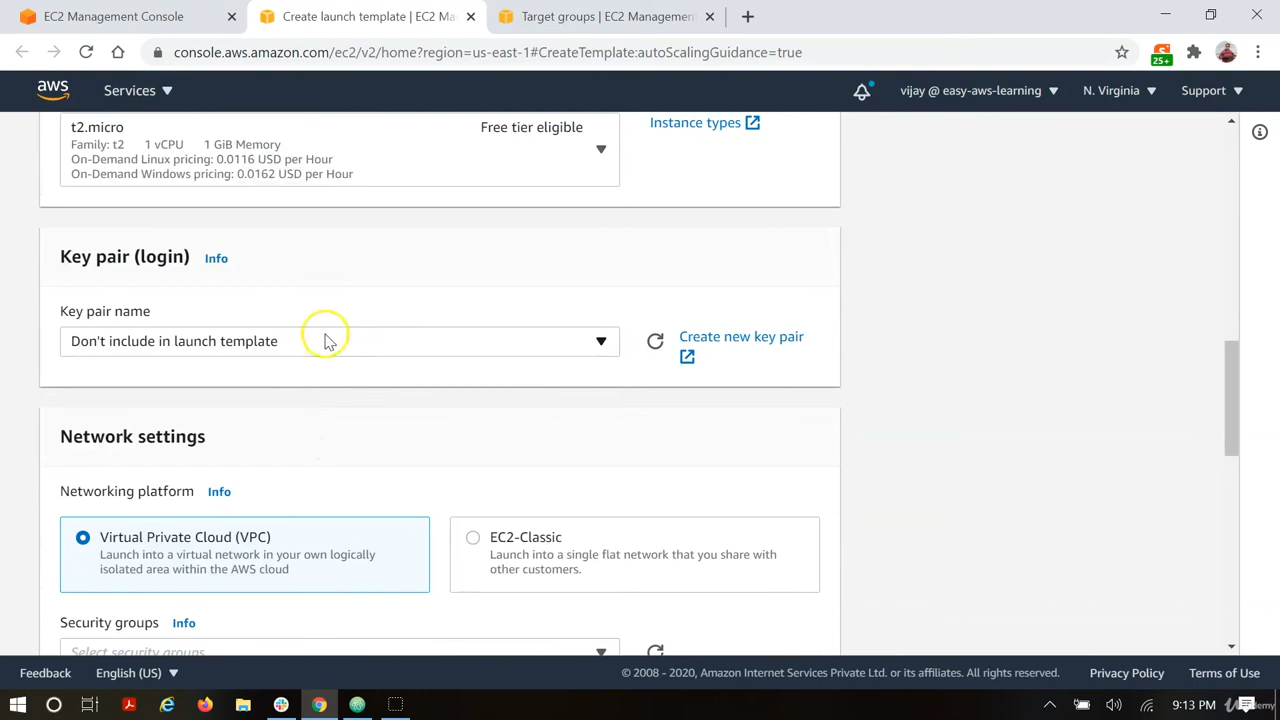 EC2 Management Console
Create launch template | EC2 Ma
Target groups | EC2 Management
console.aws.amazon.com/ec2/v2/home?region=us-east-1#CreateTemplate:autoScalingGuidance=true
25+
aws
Services
vijay @ easy-aws-learning
N. Virginia
Support
t2.micro
Free tier eligible
Family: t2 1 vCPU 1 GiB Memory
On-Demand Linux pricing: 0.0116 USD per Hour
On-Demand Windows pricing: 0.0162 USD per Hour
Instance types
Key pair (login) Info
Key pair name
Don't include in launch template
Create new key pair
Network settings
Networking platform Info
Virtual Private Cloud (VPC)
Launch into a virtual network in your own logically
isolated area within the AWS cloud
EC2-Classic
Launch into a single flat network that you share with
other customers.
Security groups Info
Select security groups
Feedback
English (US)
© 2008 - 2020, Amazon Internet Services Private Ltd. or its affiliates. All rights reserved.
Privacy Policy
Terms of Use
9:13 PM